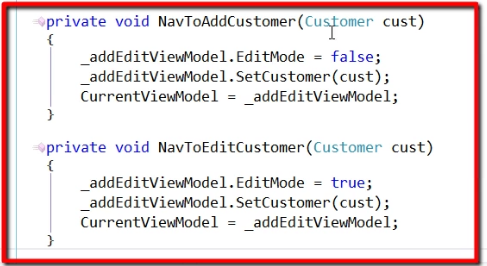 private void NavToAddCustomer(Customer cust)
{
_addEditViewModel.EditMode = false;
_addEditViewModel.SetCustomer(cust);
CurrentViewModel = _addEditViewModel;
}
private void NavToEditCustomer(Customer cust)
{
_addEditViewModel.EditMode = true;
_addEditViewModel.SetCustomer(cust);
CurrentViewModel = _addEditViewModel;
}